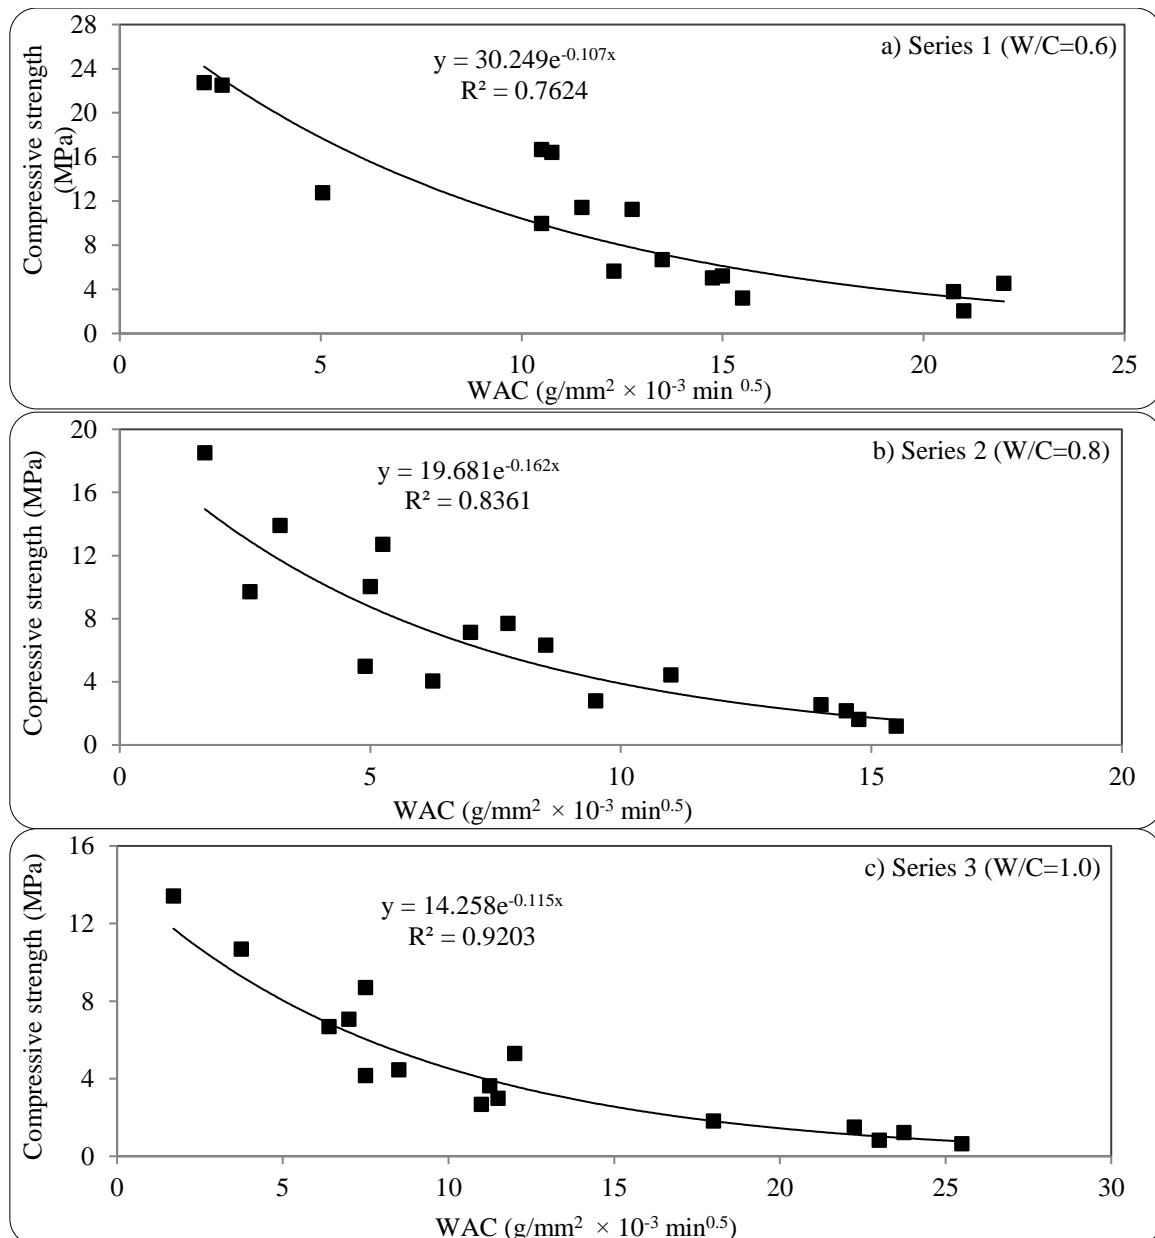 a) Series 1 (W/C=0.6)
y = 30.249e^-0.107x
R² = 0.7624
Compressive strength
(MPa)
28
24
20
16
12
8
4
0
0 5 10 15 20 25
WAC (g/mm² × 10^-3 min ^0.5)
b) Series 2 (W/C=0.8)
y = 19.681e^-0.162x
R² = 0.8361
Copressive strength (MPa)
20
16
12
8
4
0
0 5 10 15 20
WAC (g/mm² × 10^-3 min^0.5)
c) Series 3 (W/C=1.0)
y = 14.258e^-0.115x
R² = 0.9203
Compressive strength (MPa)
16
12
8
4
0
0 5 10 15 20 25 30
WAC (g/mm² × 10^-3 min^0.5)